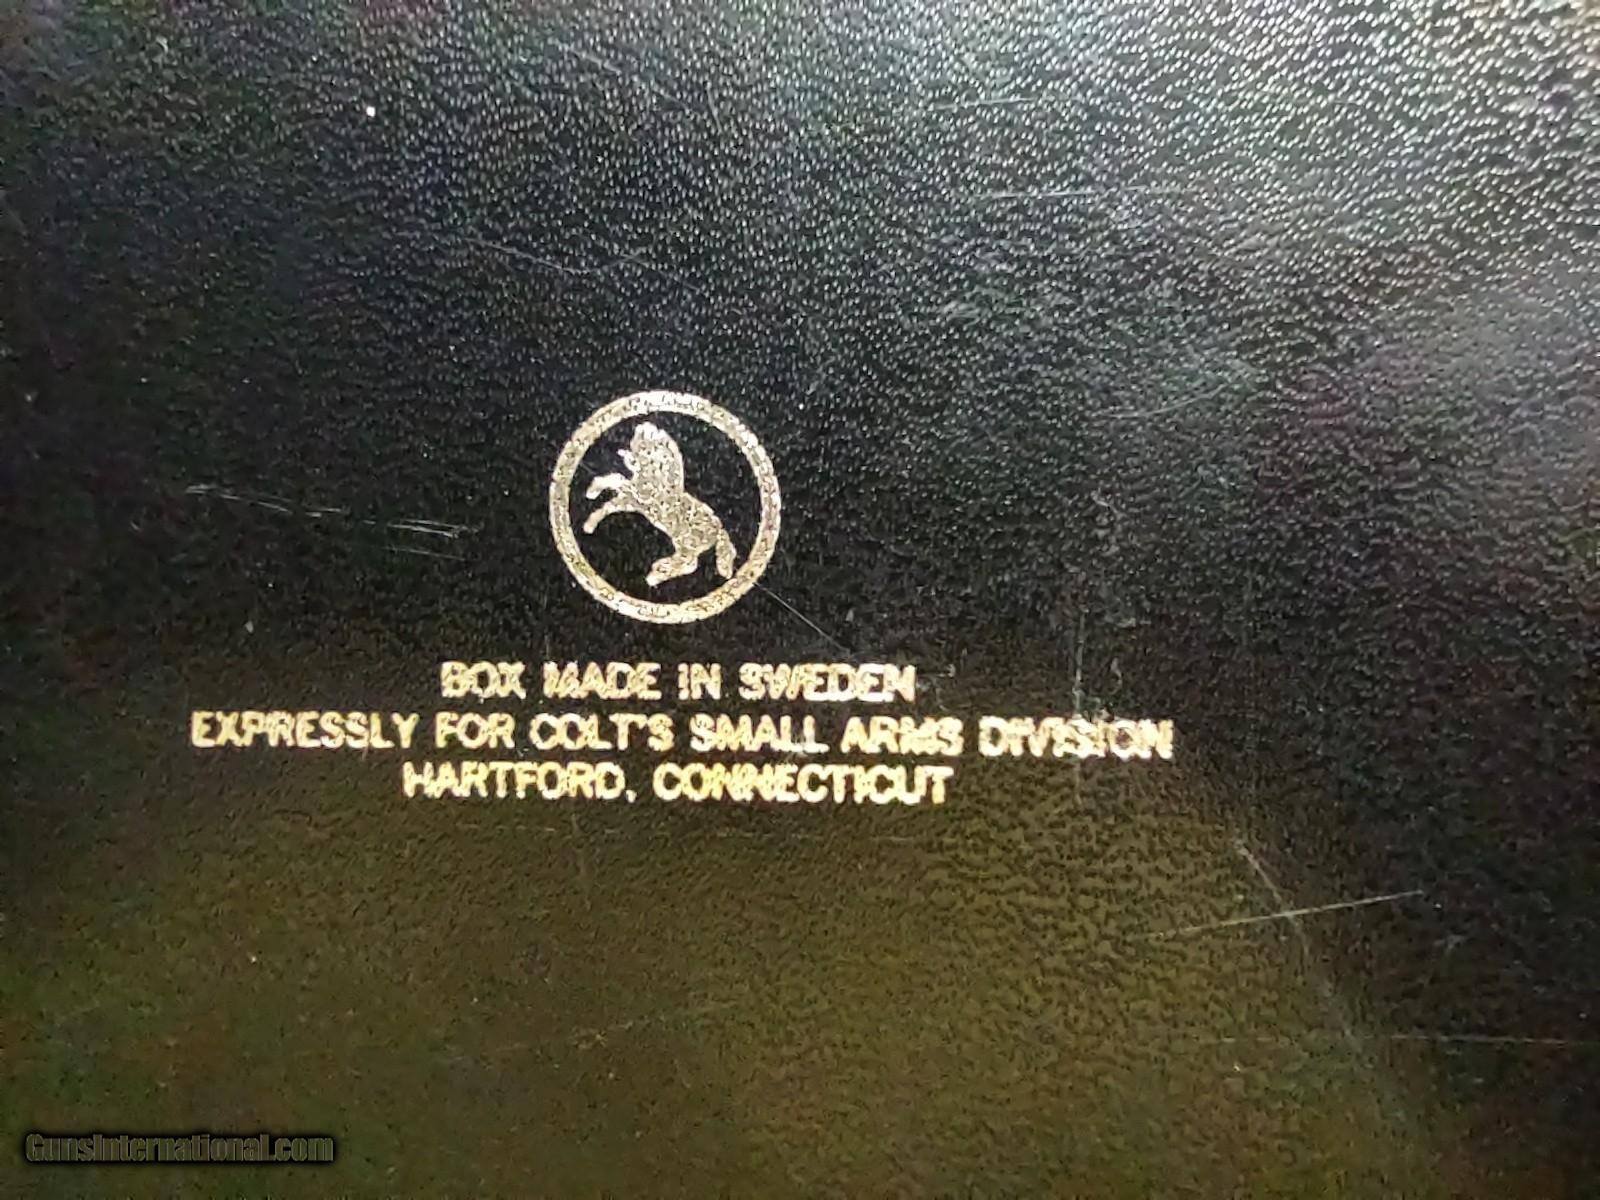 BOX MADE IN SWEDEN
EXPRESSLY FOR COLT'S SMALL ARMS DIVISION
HARTFORD, CONNECTICUT
GunsInternational.com